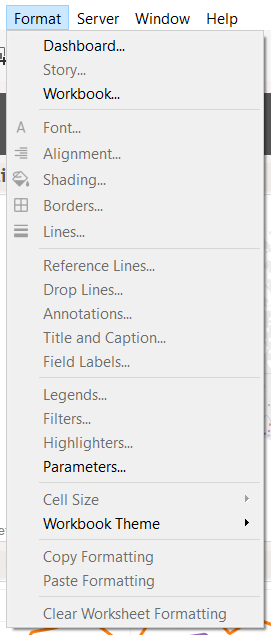 Format Server Window Help
Dashboard...
Story...
Workbook...
Font...
Alignment...
Shading...
Borders...
Lines...
Reference Lines...
Drop Lines...
Annotations...
Title and Caption...
Field Labels...
Legends...
Filters...
Highlighters...
Parameters...
Cell Size
Workbook Theme
Copy Formatting
Paste Formatting
Clear Worksheet Formatting